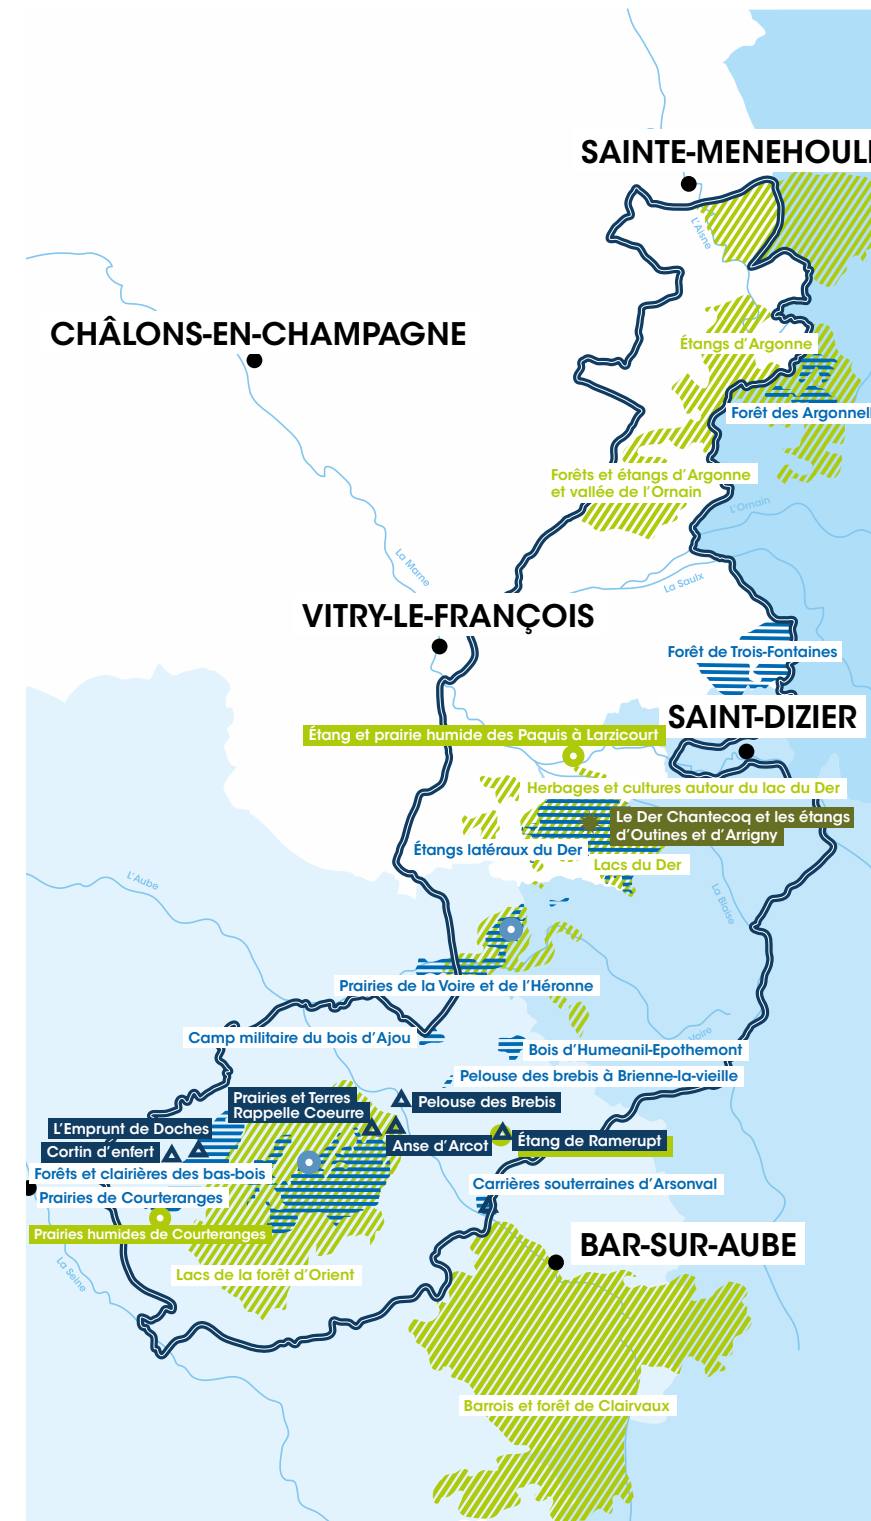 SAINTE-MENEHOUL
L'Aisne
CHÂLONS-EN-CHAMPAGNE
Étangs d'Argonne
Forêt des Argonnell
Forêts et étangs d'Argonne
et vallée de l'Ornain
L'Ornain
La Marne
La Saulx
VITRY-LE-FRANÇOIS
Forêt de Trois-Fontaines
SAINT-DIZIER
Étang et prairie humide des Paquis à Larzicourt
Herbages et cultures autour du lac du Der
Le Der Chantecoq et les étangs
d'Outines et d'Arrigny
Étangs latéraux du Der
Lacs du Der
L'Aube
La Blaise
Prairies de la Voire et de l'Héronne
Voire
Camp militaire du bois d'Ajou
Bois d'Humeanil-Epothemont
Pelouse des brebis à Brienne-la-vieille
Prairies et Terres
Rappelle Coeurre
Pelouse des Brebis
L'Emprunt de Doches
Cortin d'enfert
Anse d'Arcot
Étang de Ramerupt
Forêts et clairières des bas-bois
Carrières souterraines d'Arsonval
Prairies de Courteranges
Prairies humides de Courteranges
BAR-SUR-AUBE
La Seine
Lacs de la forêt d'Orient
Barrois et forêt de Clairvaux